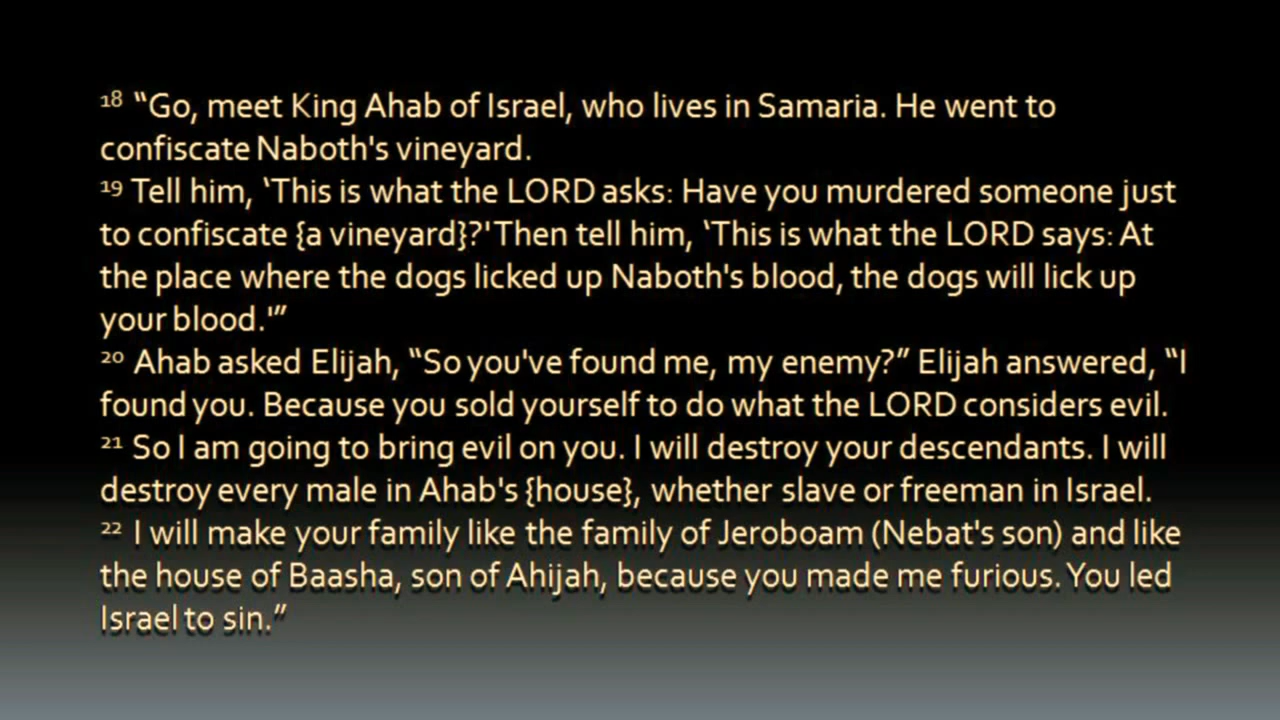 18 “Go, meet King Ahab of Israel, who lives in Samaria. He went to
confiscate Naboth's vineyard.
19 Tell him, ‘This is what the LORD asks: Have you murdered someone just
to confiscate {a vineyard}?' Then tell him, ‘This is what the LORD says: At
the place where the dogs licked up Naboth's blood, the dogs will lick up
your blood.'”
20 Ahab asked Elijah, “So you've found me, my enemy?” Elijah answered, “I
found you. Because you sold yourself to do what the LORD considers evil.
21 So I am going to bring evil on you. I will destroy your descendants. I will
destroy every male in Ahab's {house}, whether slave or freeman in Israel.
22 I will make your family like the family of Jeroboam (Nebat's son) and like
the house of Baasha, son of Ahijah, because you made me furious. You led
Israel to sin.”